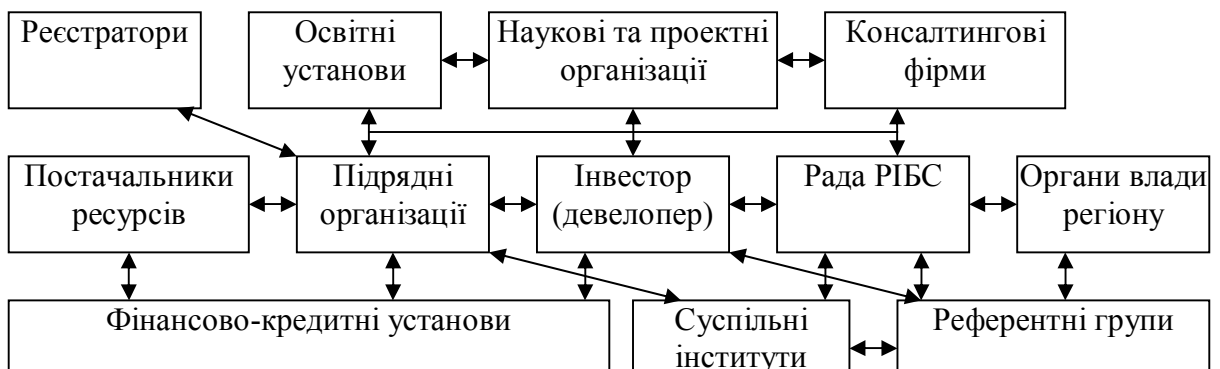 Реєстратори
Освітні
установи
Наукові та проектні
організації
Консалтингові
фірми
Постачальники
ресурсів
Підрядні
організації
Інвестор
(девелопер)
Рада РІБС
Органи влади
регіону
Фінансово-кредитні установи
Суспільні
інститути
Референтні групи